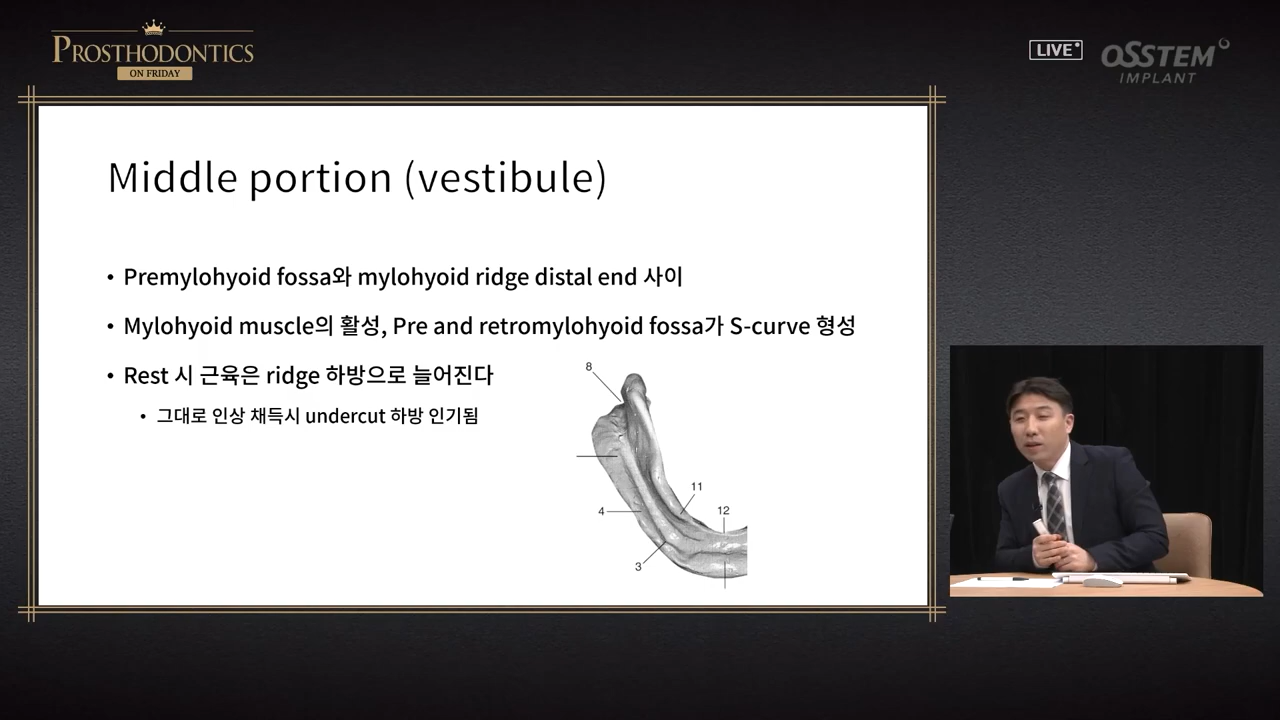 PROSTHODONTICS
ON FRIDAY
LIVE
OSSTEM
IMPLANT
Middle portion (vestibule)
• Premylohyoid fossa와 mylohyoid ridge distal end 사이
• Mylohyoid muscle의 활성, Pre and retromylohyoid fossa가 S-curve 형성
• Rest 시 근육은 ridge 하방으로 늘어진다
• 그대로 인상 채득시 undercut 하방 인기됨
8
11
4
12
3